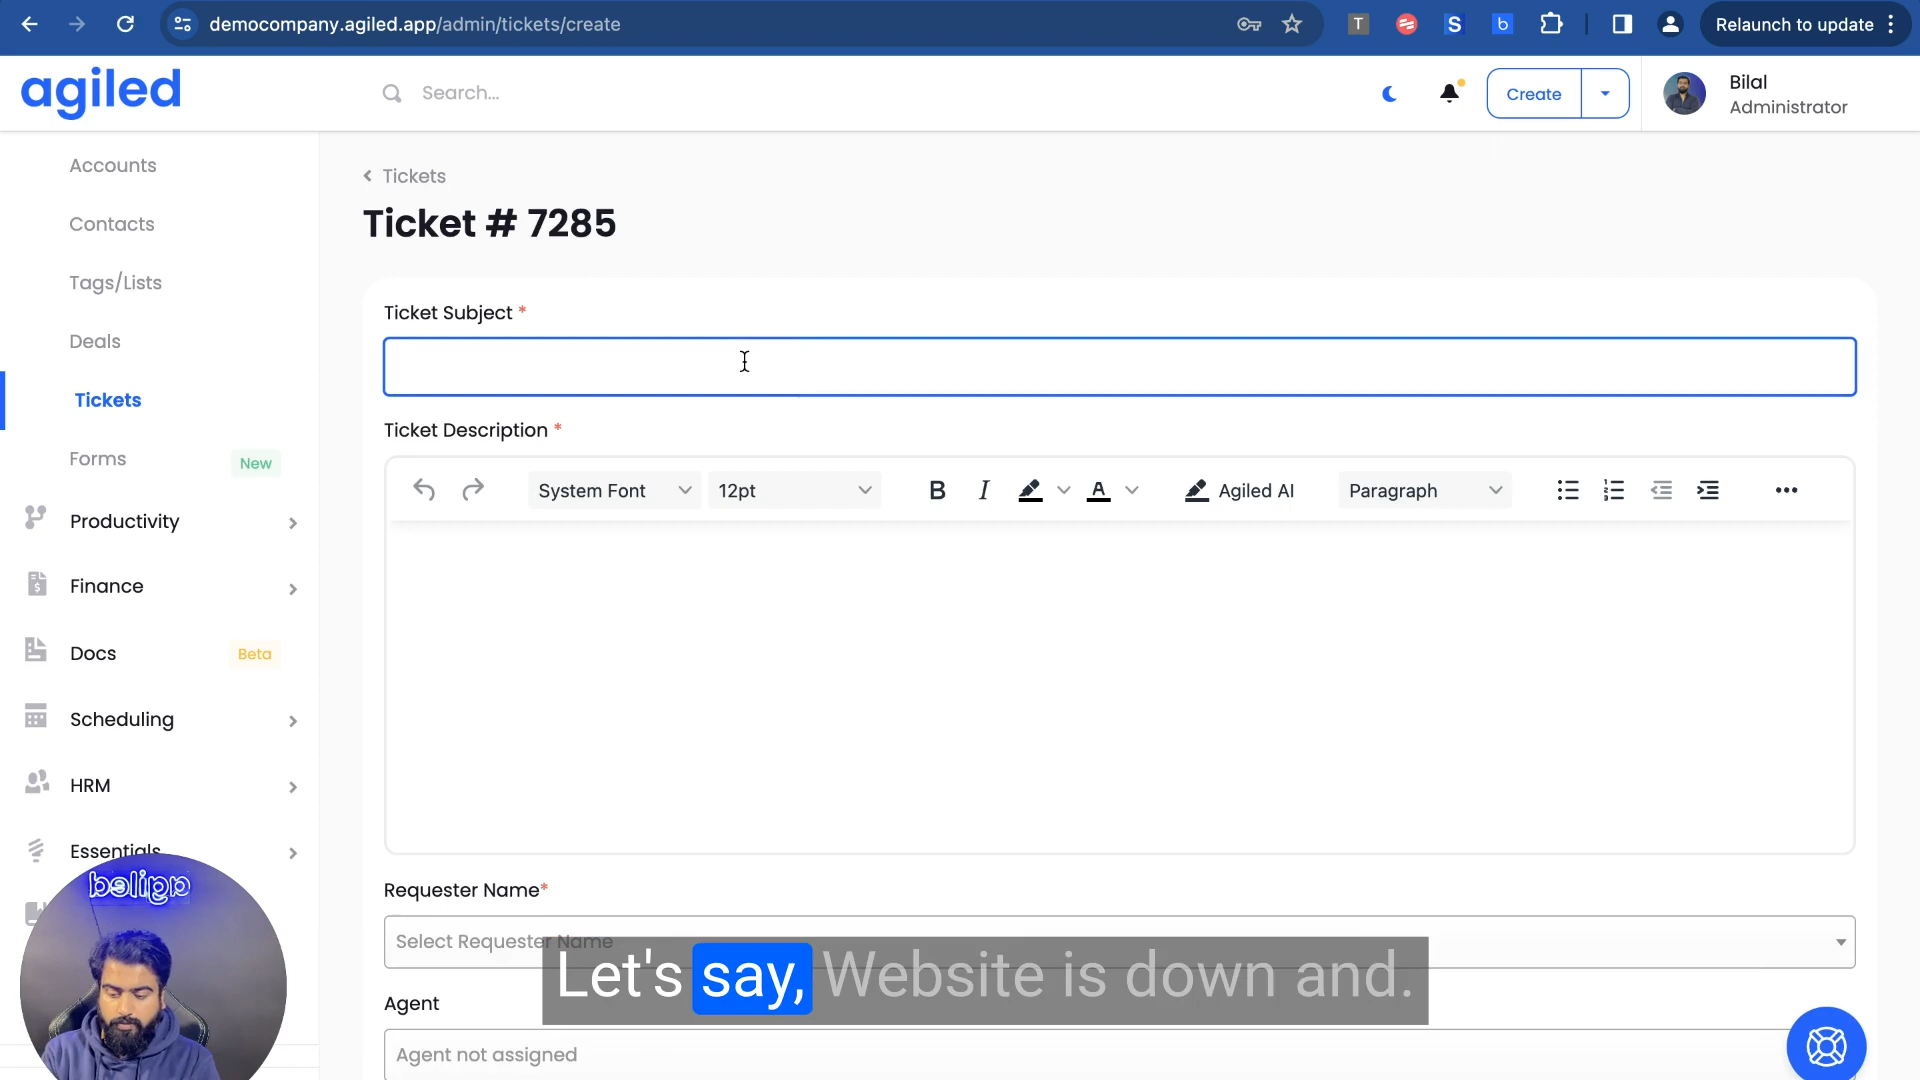 democompany.agiled.app/admin/tickets/create
T
S
b
Relaunch to update
agiled
Search...
Create
Bilal
Administrator
Accounts
Contacts
Tags/Lists
Deals
Tickets
Forms
New
Productivity
Finance
Docs
Beta
Scheduling
HRM
Essentials
Tickets
Ticket # 7285
Ticket Subject *
Ticket Description *
System Font
12pt
B
I
A
Agiled AI
Paragraph
Requester Name*
Select Requester Name
Let's say, Website is down and.
Agent
Agent not assigned
agiled